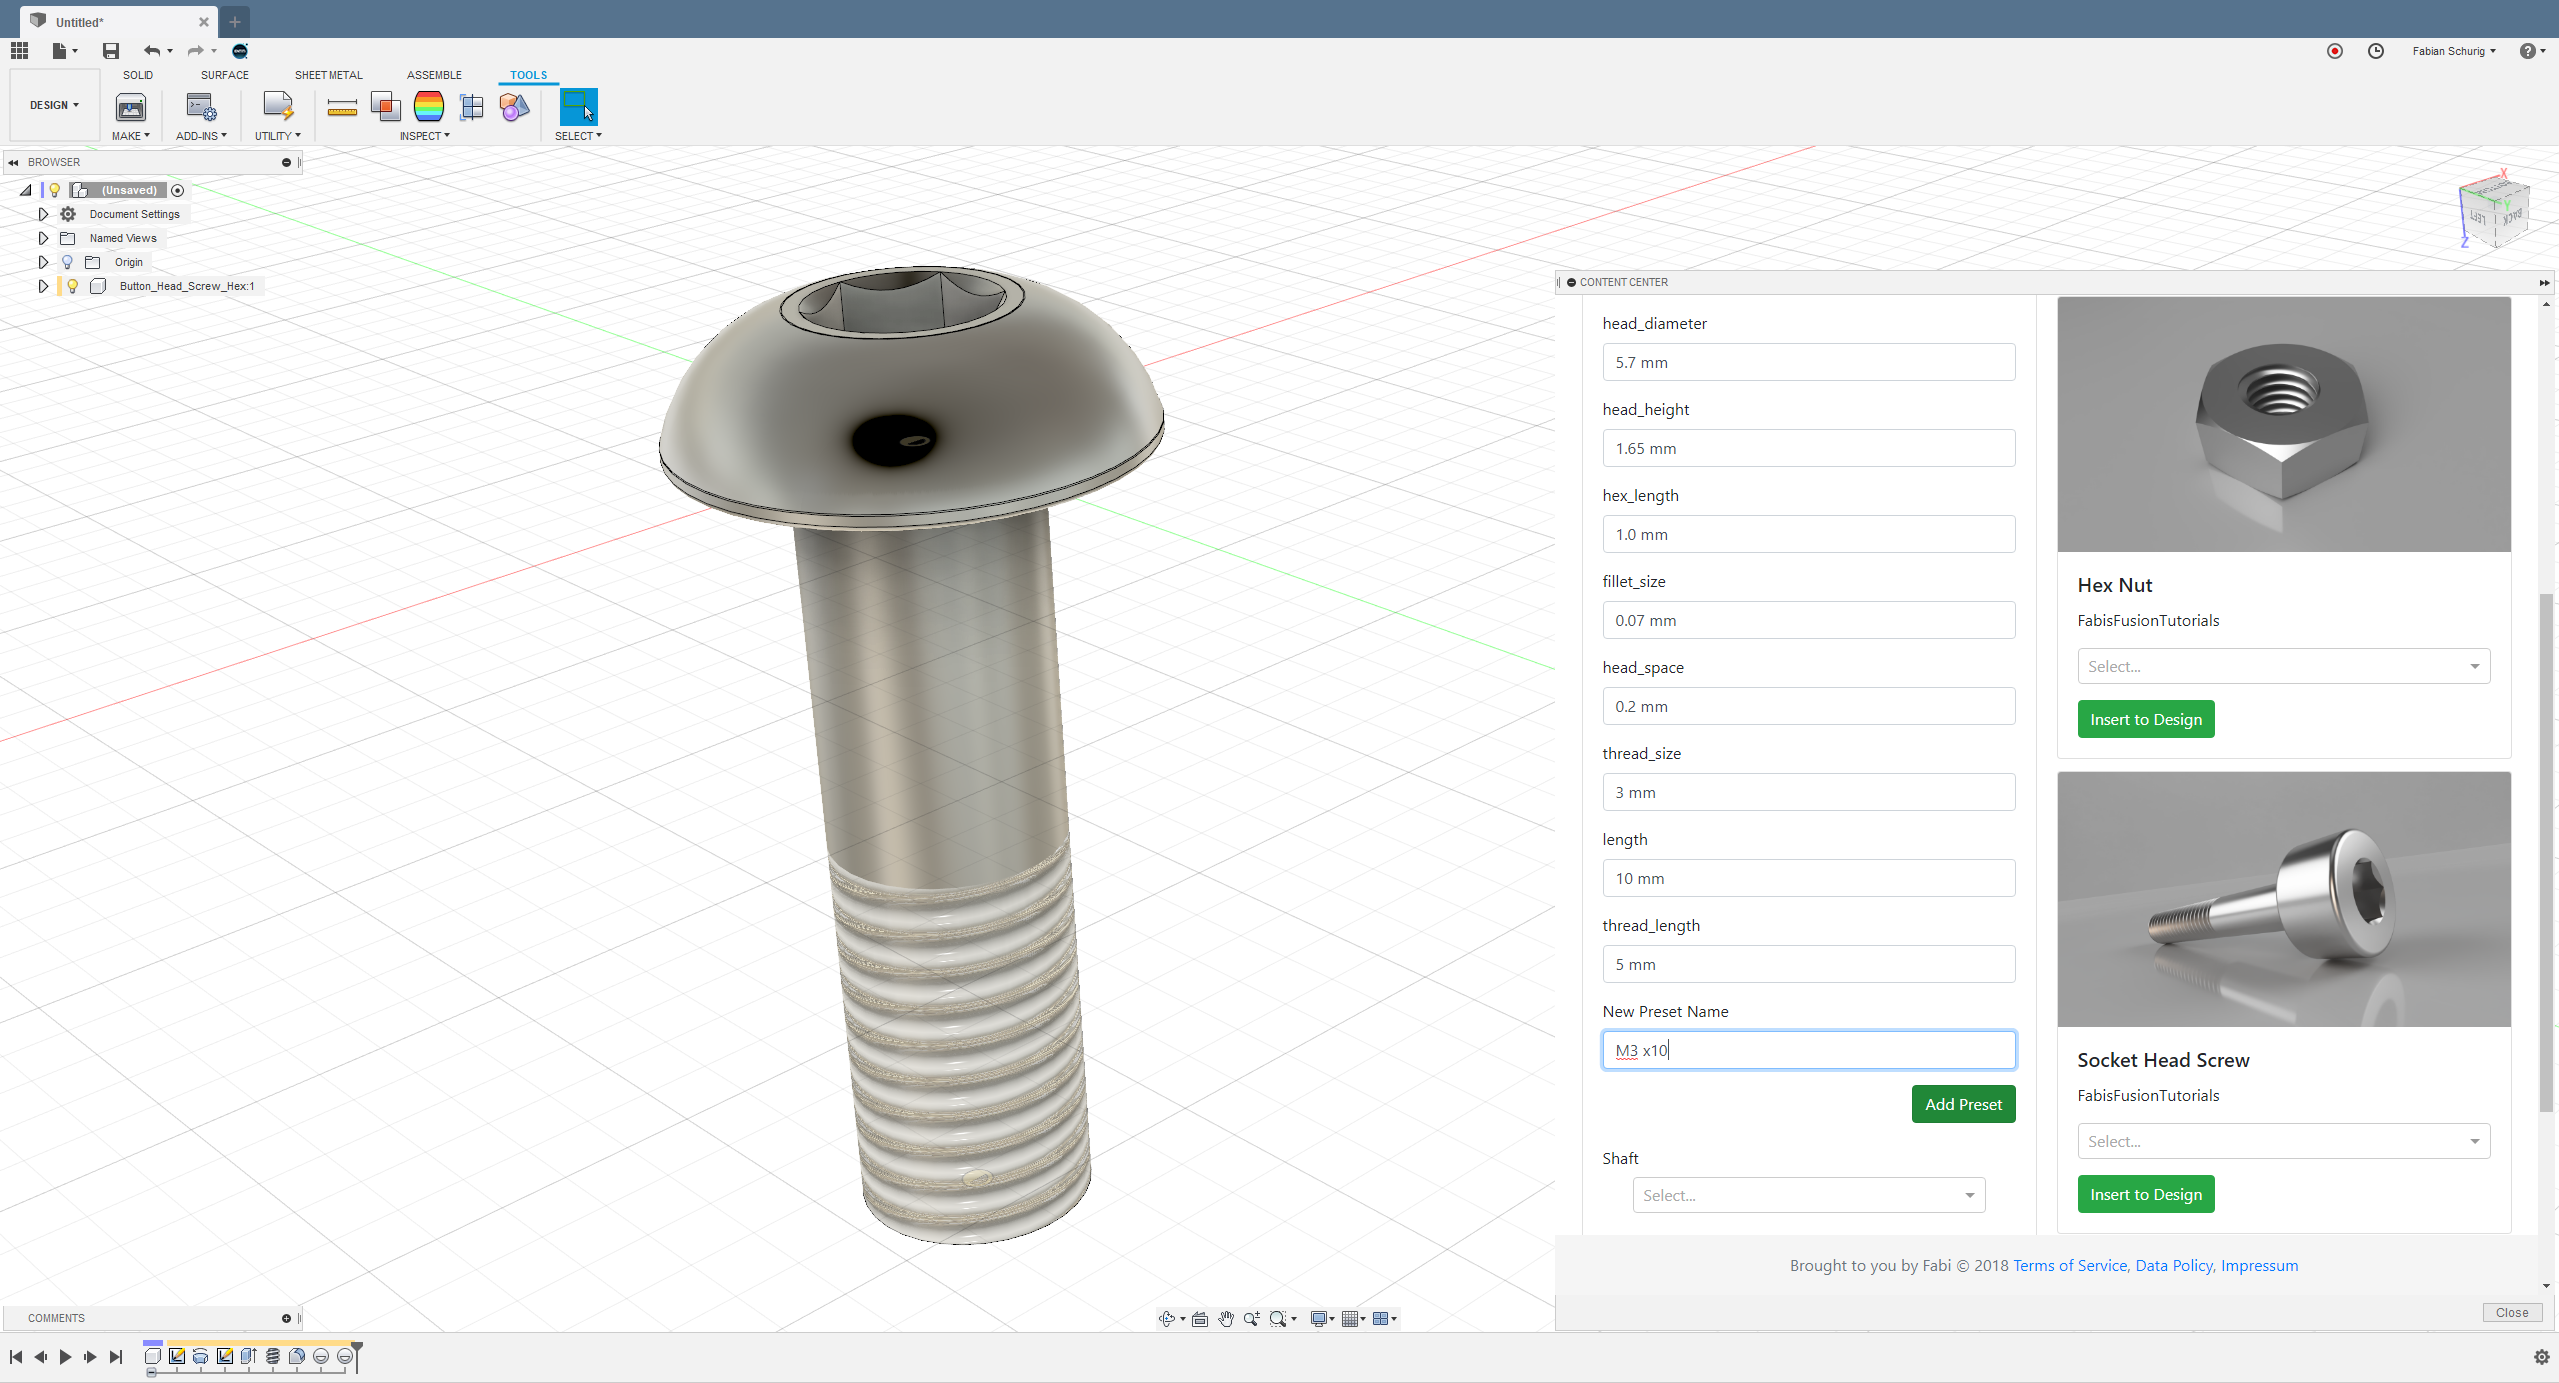 Untitled*
Fabian Schurig
SOLID SURFACE SHEET METAL ASSEMBLE TOOLS
DESIGN
MAKE ADD-INS UTILITY INSPECT SELECT
BROWSER
(Unsaved)
Document Settings
Named Views
Origin
Button_Head_Screw_Hex:1
X
Y
Z
LEFT
BACK
CONTENT CENTER
head_diameter
5.7 mm
head_height
1.65 mm
hex_length
1.0 mm
fillet_size
0.07 mm
head_space
0.2 mm
thread_size
3 mm
length
10 mm
thread_length
5 mm
New Preset Name
M3 x10
Add Preset
Shaft
Select...
Hex Nut
FabisFusionTutorials
Select...
Insert to Design
Socket Head Screw
FabisFusionTutorials
Select...
Insert to Design
Brought to you by Fabi © 2018 Terms of Service, Data Policy, Impressum
Close
COMMENTS